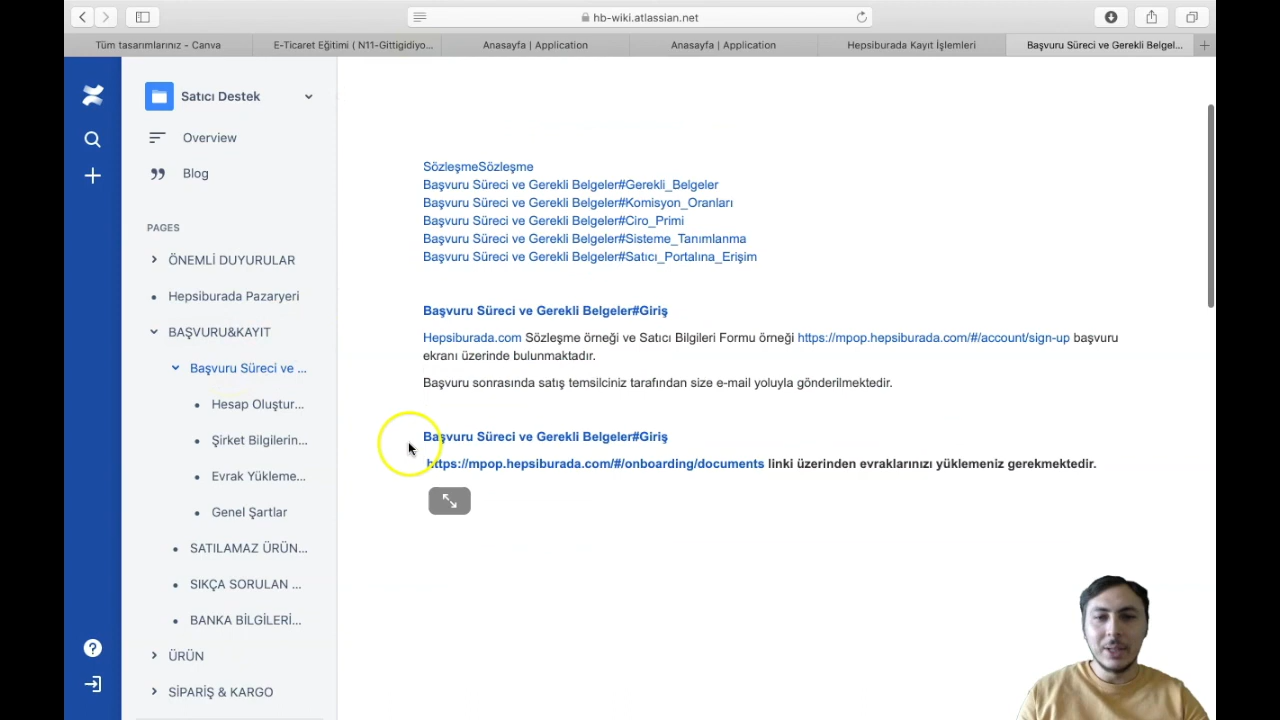 hb-wiki.atlassian.net
Tüm tasarımlarınız - Canva
E-Ticaret Eğitimi ( N11-Gittigidiyo...
Anasayfa | Application
Anasayfa | Application
Hepsiburada Kayıt İşlemleri
Başvuru Süreci ve Gerekli Belgel...
Satıcı Destek
Overview
Blog
PAGES
ÖNEMLİ DUYURULAR
Hepsiburada Pazaryeri
BAŞVURU&KAYIT
Başvuru Süreci ve ...
Hesap Oluştur...
Şirket Bilgilerin...
Evrak Yükleme...
Genel Şartlar
SATILAMAZ ÜRÜN...
SIKÇA SORULAN ...
BANKA BİLGİLERİ...
ÜRÜN
SİPARİŞ & KARGO
SözleşmeSözleşme
Başvuru Süreci ve Gerekli Belgeler#Gerekli_Belgeler
Başvuru Süreci ve Gerekli Belgeler#Komisyon_Oranları
Başvuru Süreci ve Gerekli Belgeler#Ciro_Primi
Başvuru Süreci ve Gerekli Belgeler#Sisteme_Tanımlanma
Başvuru Süreci ve Gerekli Belgeler#Satıcı_Portalına_Erişim
Başvuru Süreci ve Gerekli Belgeler#Giriş
Hepsiburada.com Sözleşme örneği ve Satıcı Bilgileri Formu örneği https://mpop.hepsiburada.com/#/account/sign-up başvuru
ekranı üzerinde bulunmaktadır.
Başvuru sonrasında satış temsilciniz tarafından size e-mail yoluyla gönderilmektedir.
Başvuru Süreci ve Gerekli Belgeler#Giriş
https://mpop.hepsiburada.com/#/onboarding/documents linki üzerinden evraklarınızı yüklemeniz gerekmektedir.